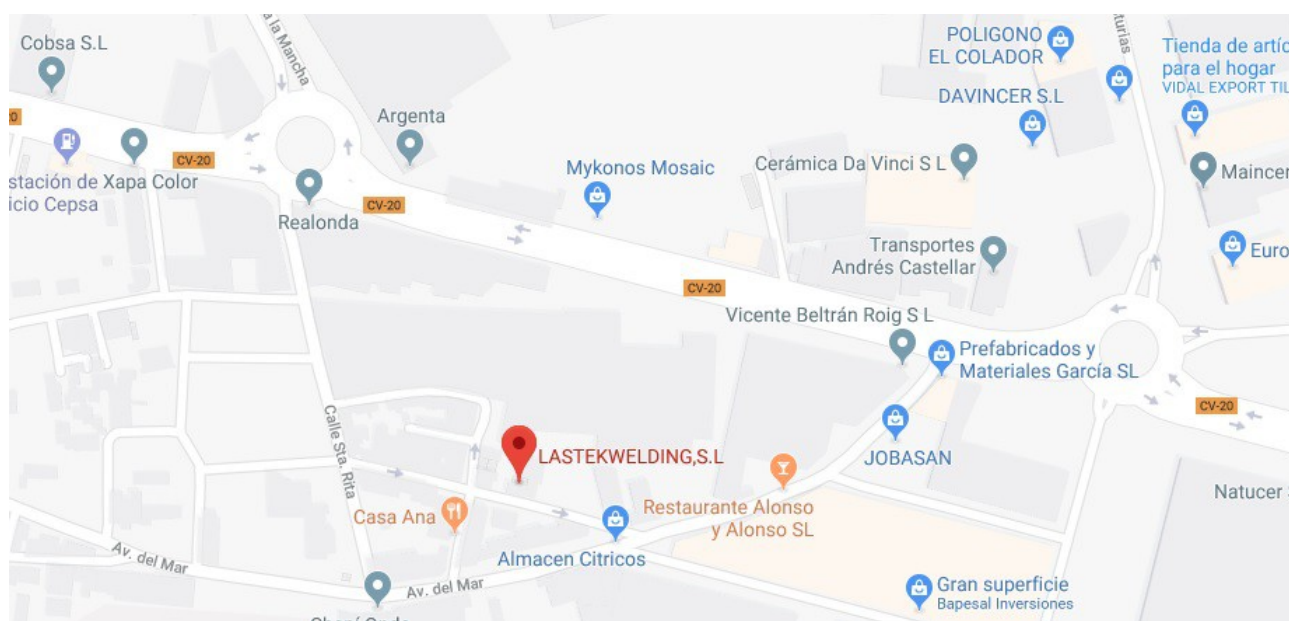 Cobsa S.L
a la Mancha
POLIGONO
EL COLADOR
turias
Tienda de artíc
para el hogar
VIDAL EXPORT TIL
DAVINCER S.L
Argenta
20
CV-20
stación de
icio Cepsa
Xapa Color
Mykonos Mosaic
Cerámica Da Vinci S L
Maincer
Realonda
CV-20
Transportes
Andrés Castellar
Euro
CV-20
Vicente Beltrán Roig S L
Prefabricados y
Materiales García SL
CV-20
Calle Sta. Rita
LASTEKWELDING,S.L
JOBASAN
Natucer
Casa Ana
Restaurante Alonso
y Alonso SL
Almacen Citricos
Av. del Mar
Av. del Mar
Gran superficie
Bapesal Inversiones